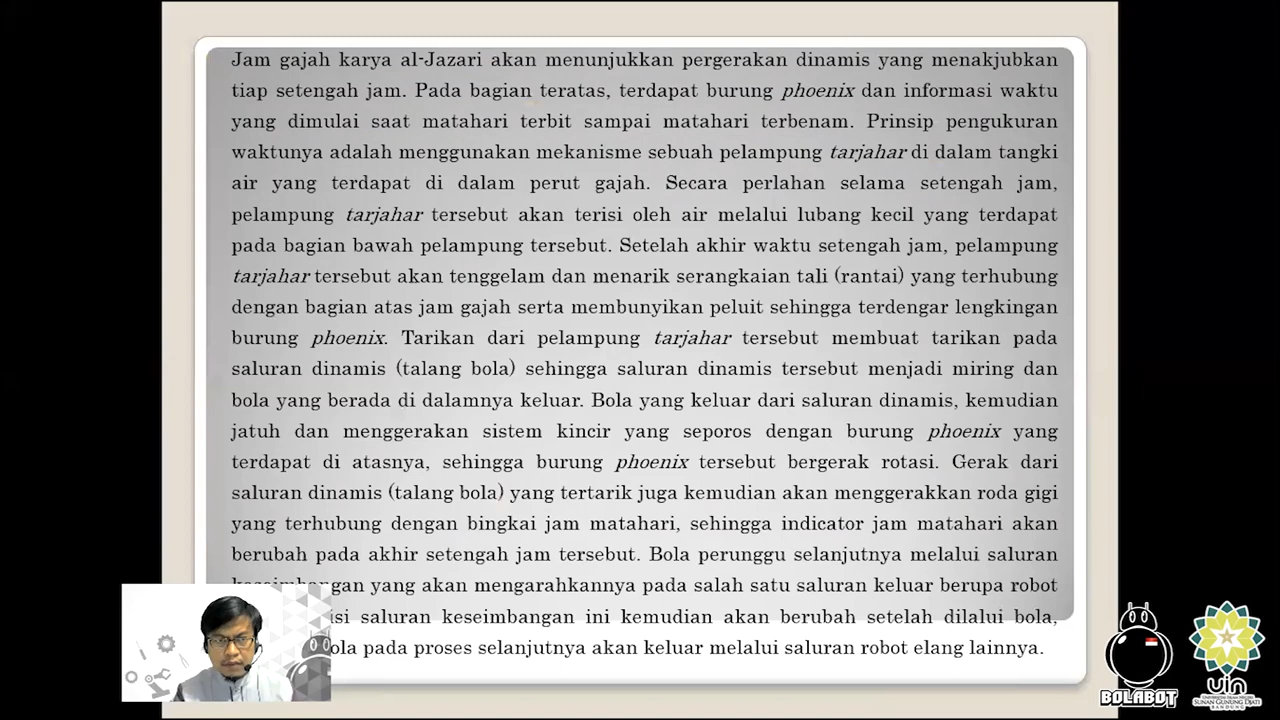 Jam gajah karya al-Jazari akan menunjukkan pergerakan dinamis yang menakjubkan
tiap setengah jam. Pada bagian teratas, terdapat burung phoenix dan informasi waktu
yang dimulai saat matahari terbit sampai matahari terbenam. Prinsip pengukuran
waktunya adalah menggunakan mekanisme sebuah pelampung tarjahar di dalam tangki
air yang terdapat di dalam perut gajah. Secara perlahan selama setengah jam,
pelampung tarjahar tersebut akan terisi oleh air melalui lubang kecil yang terdapat
pada bagian bawah pelampung tersebut. Setelah akhir waktu setengah jam, pelampung
tarjahar tersebut akan tenggelam dan menarik serangkaian tali (rantai) yang terhubung
dengan bagian atas jam gajah serta membunyikan peluit sehingga terdengar lengkingan
burung phoenix. Tarikan dari pelampung tarjahar tersebut membuat tarikan pada
saluran dinamis (talang bola) sehingga saluran dinamis tersebut menjadi miring dan
bola yang berada di dalamnya keluar. Bola yang keluar dari saluran dinamis, kemudian
jatuh dan menggerakan sistem kincir yang seporos dengan burung phoenix yang
terdapat di atasnya, sehingga burung phoenix tersebut bergerak rotasi. Gerak dari
saluran dinamis (talang bola) yang tertarik juga kemudian akan menggerakkan roda gigi
yang terhubung dengan bingkai jam matahari, sehingga indicator jam matahari akan
berubah pada akhir setengah jam tersebut. Bola perunggu selanjutnya melalui saluran
keseimbangan yang akan mengarahkannya pada salah satu saluran keluar berupa robot
saluran keseimbangan ini kemudian akan berubah setelah dilalui bola,
pada proses selanjutnya akan keluar melalui saluran robot elang lainnya.
BOLABOT
uin
SUNAN GUNUNG DJATI
BANDUNG